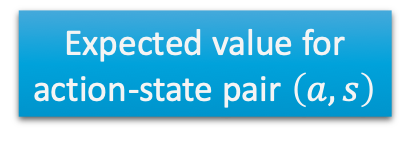 Expected value for
action-state pair (a, s)